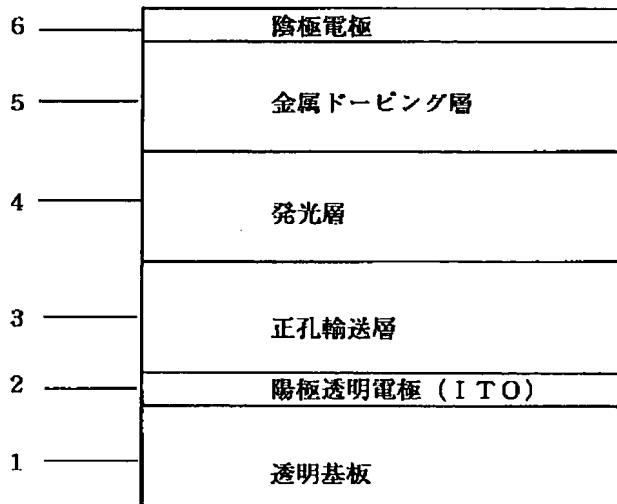 6 陰極電極
5 金属ドーピング層
4 発光層
3 正孔輸送層
2 陽極透明電極（ＩＴＯ）
1 透明基板